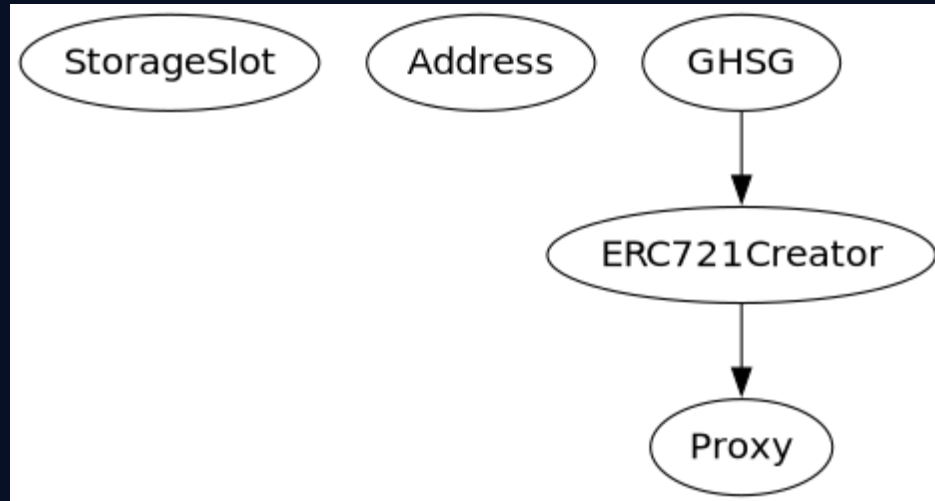 StorageSlot
Address
GHSG
ERC721Creator
Proxy